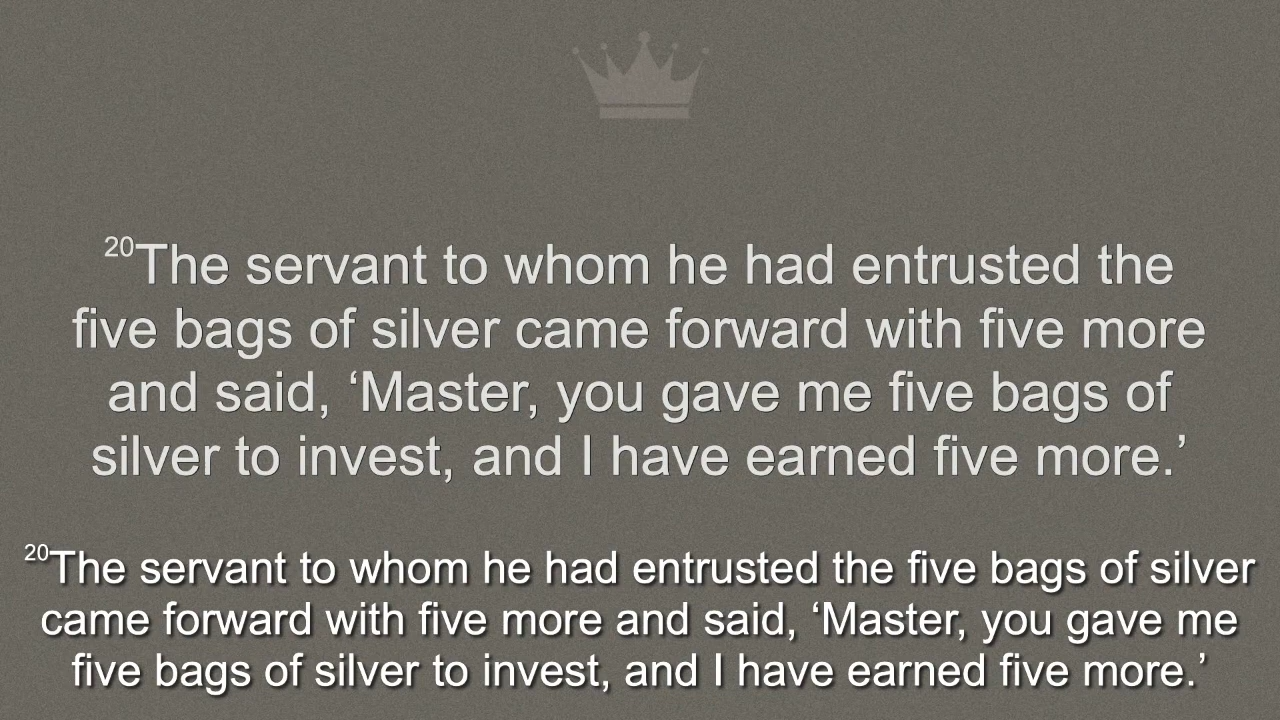 20The servant to whom he had entrusted the
five bags of silver came forward with five more
and said, ‘Master, you gave me five bags of
silver to invest, and I have earned five more.’
20The servant to whom he had entrusted the five bags of silver
came forward with five more and said, ‘Master, you gave me
five bags of silver to invest, and I have earned five more.’